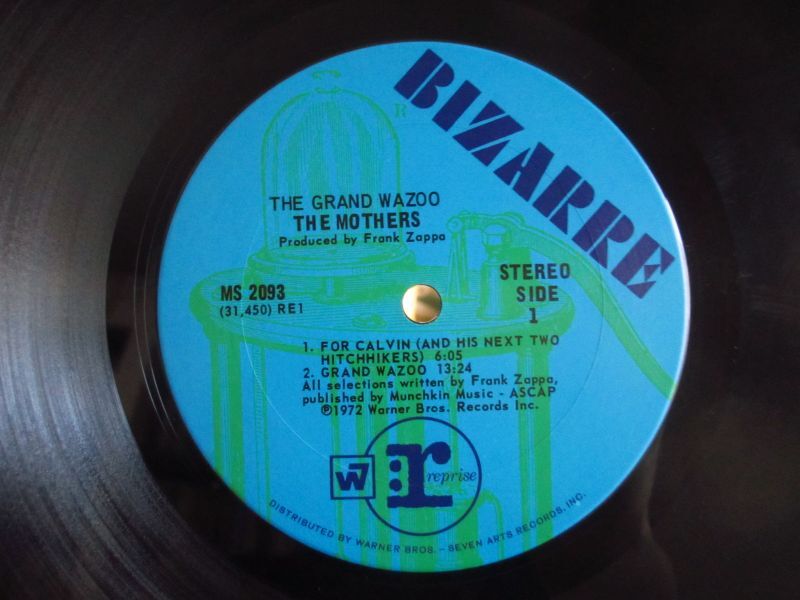 BIZARRE
R
THE GRAND WAZOO
THE MOTHERS
Produced by Frank Zappa
MS 2093
(31,450) RE1
STEREO
SIDE
1
1. FOR CALVIN (AND HIS NEXT TWO
HITCHHIKERS) 6:05
2. GRAND WAZOO 13:24
All selections written by Frank Zappa,
published by Munchkin Music - ASCAP
℗1972 Warner Bros. Records Inc.
W7
r
reprise
DISTRIBUTED BY WARNER BROS. - SEVEN ARTS RECORDS, INC.